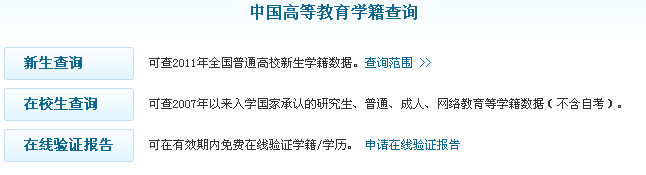 中国高等教育学籍查询
新生查询 可查2011年全国普通高校新生学籍数据。查询范围 >>
在校生查询 可查2007年以来入学国家承认的研究生、普通、成人、网络教育等学籍数据（不含自考）。
在线验证报告 可在有效期内免费在线验证学籍/学历。 申请在线验证报告